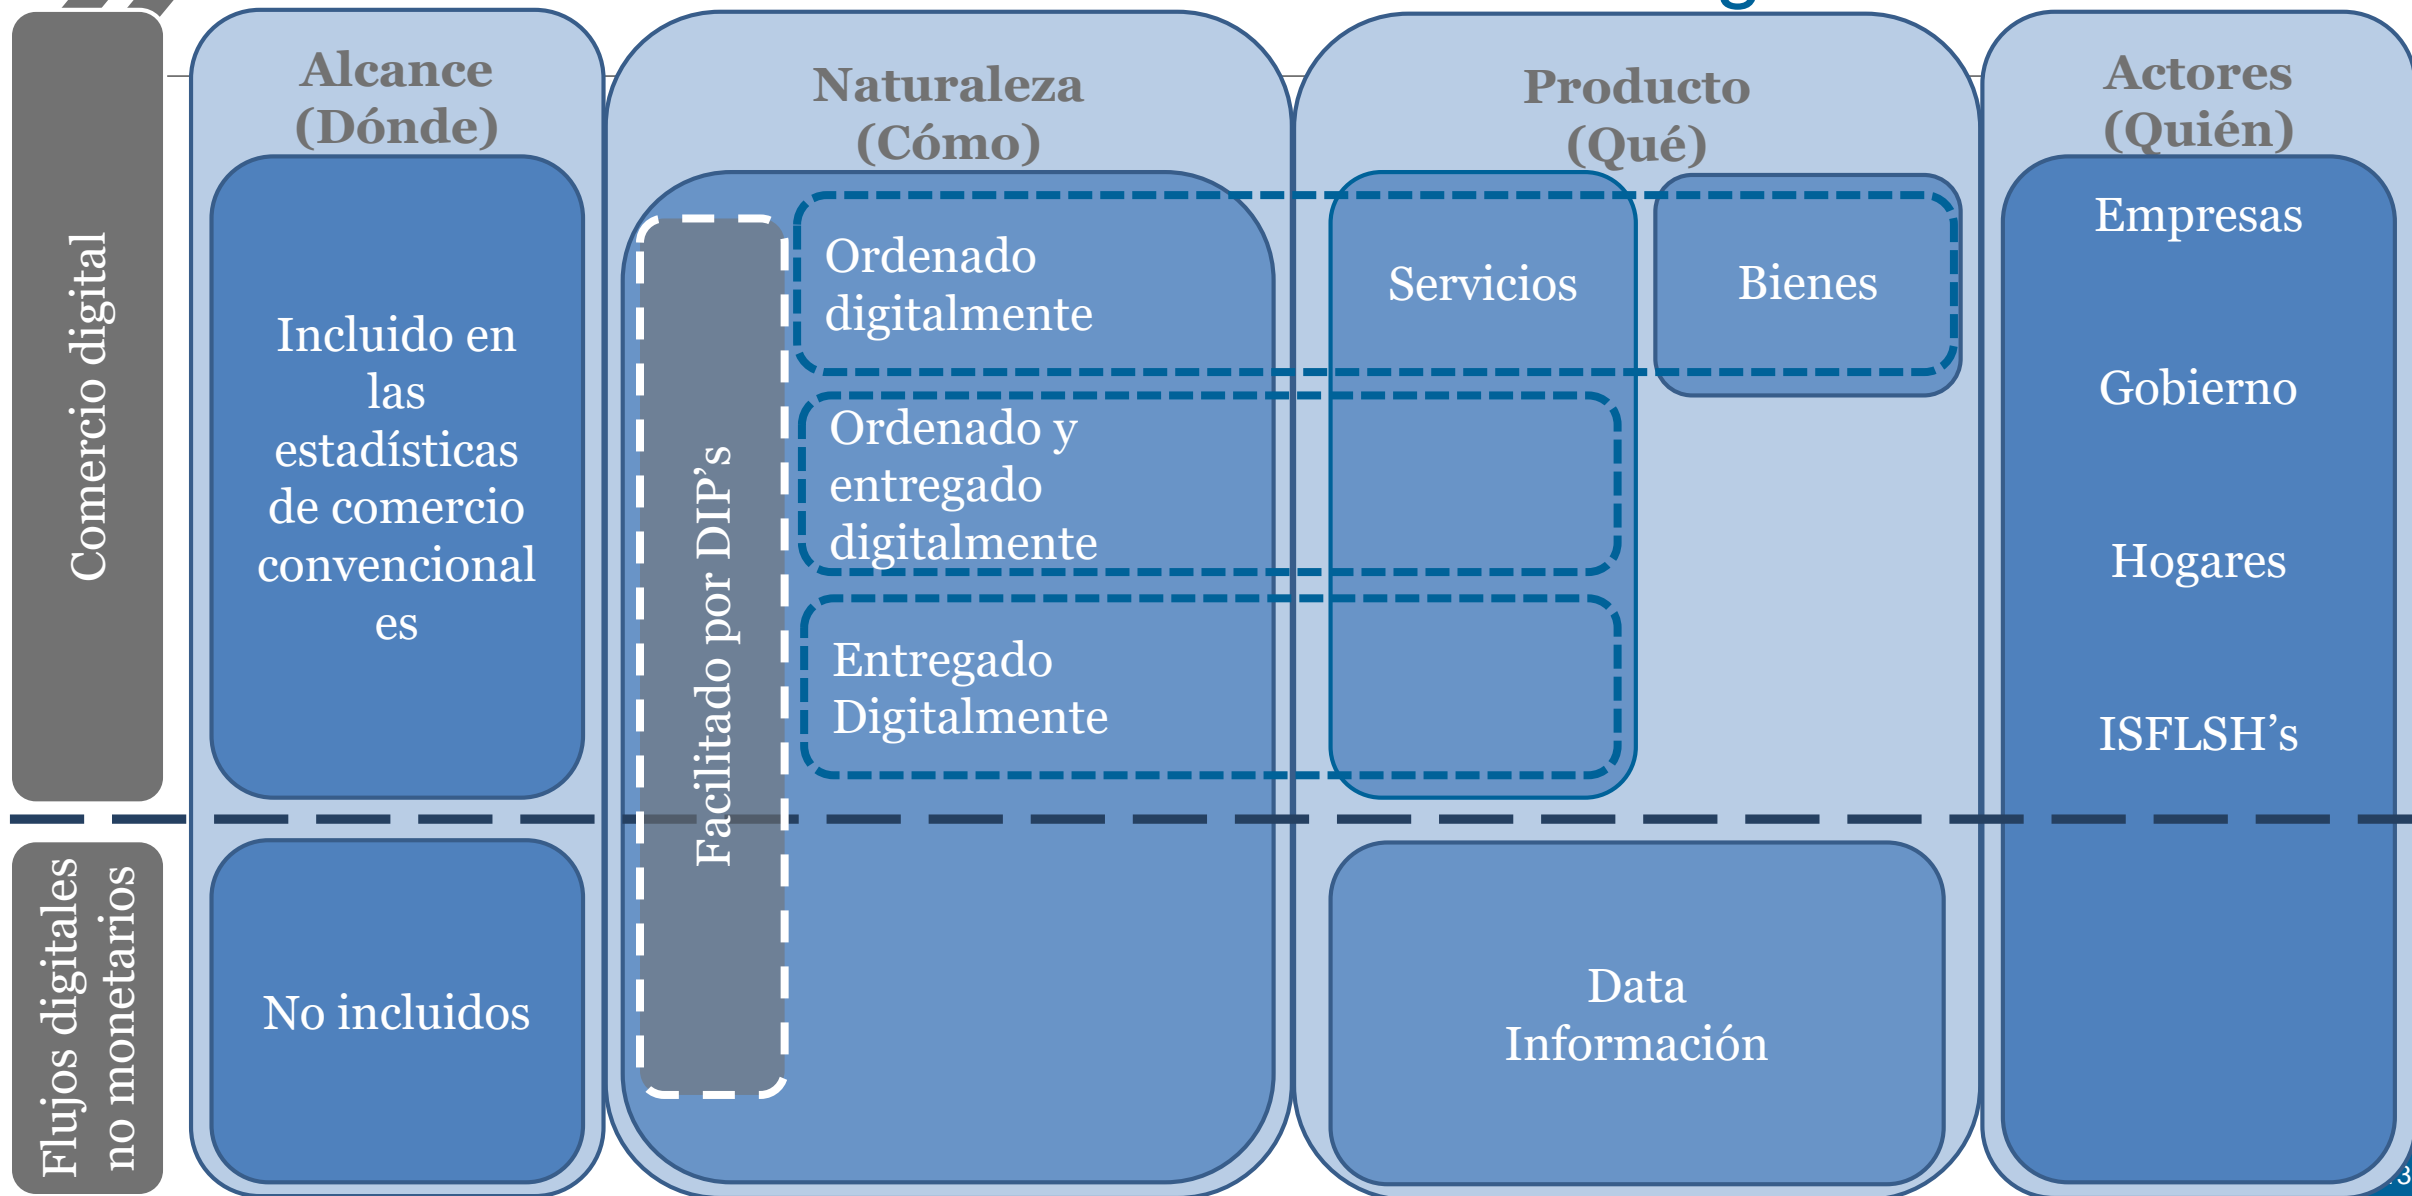 Comercio digital
Flujos digitales
no monetarios
Alcance
(Dónde)
Incluido en
las
estadísticas
de comercio
convencional
es
No incluidos
Naturaleza
(Cómo)
Facilitado por DIP’s
Ordenado
digitalmente
Ordenado y
entregado
digitalmente
Entregado
Digitalmente
Producto
(Qué)
Servicios
Bienes
Data
Información
Actores
(Quién)
Empresas
Gobierno
Hogares
ISFLSH’s